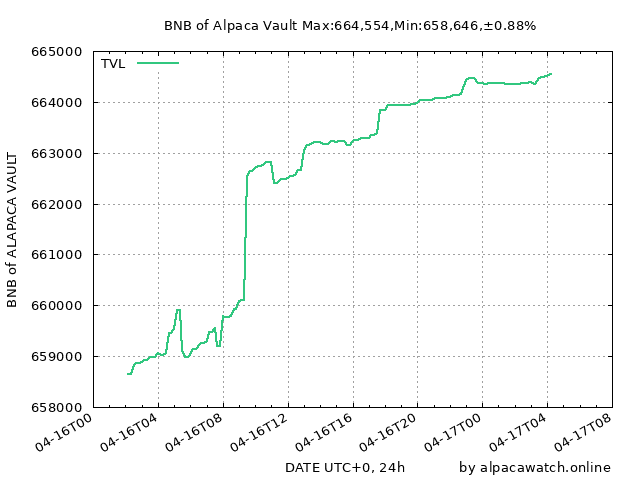 BNB of Alpaca Vault Max:664,554,Min:658,646,±0.88%
TVL
BNB of ALAPACA VAULT
665000
664000
663000
662000
661000
660000
659000
658000
04-16T00
04-16T04
04-16T08
04-16T12
04-16T16
04-16T20
04-17T00
04-17T04
04-17T08
DATE UTC+0, 24h
by alpacawatch.online